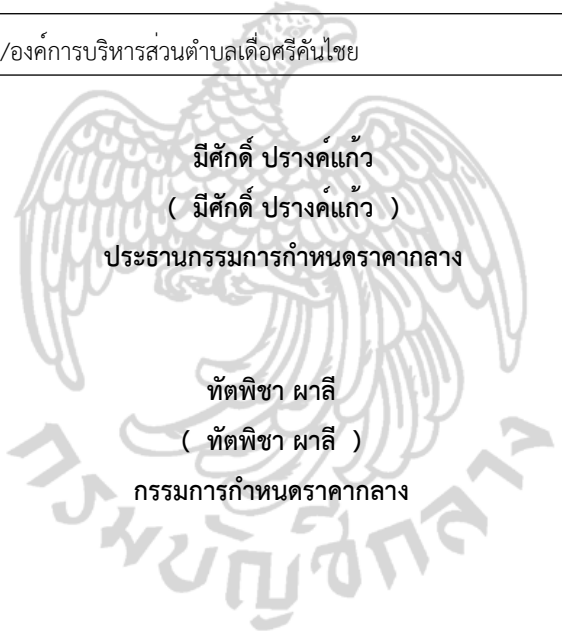 /องค์การบริหารส่วนตำบลเดื่อศรีคันไชย
มีศักดิ์ ปรางค์แก้ว
( มีศักดิ์ ปรางค์แก้ว )
ประธานกรรมการกำหนดราคากลาง
ทัตพิชา ผาลี
( ทัตพิชา ผาลี )
กรรมการกำหนดราคากลาง
กรมบัญชีกลาง